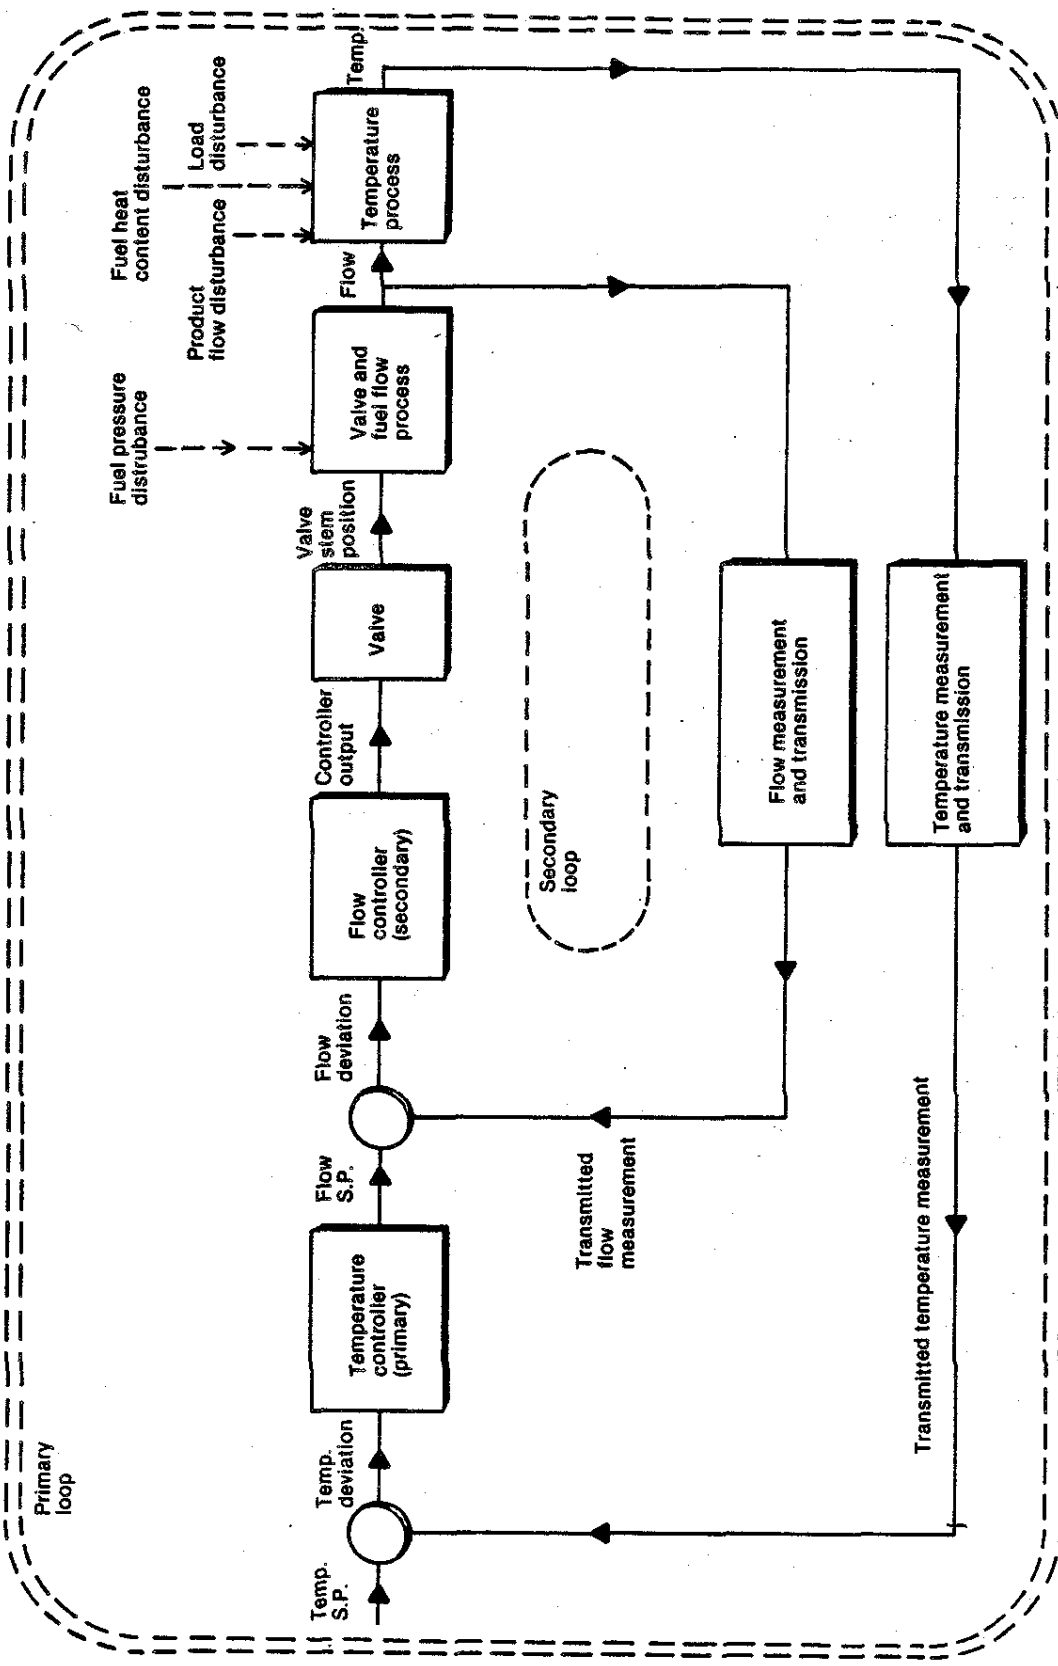 Primary
loop
Fuel pressure
distrubance
Product
flow disturbance
Fuel heat
content disturbance
Load
disturbance
Temp.
S.P.
Temp.
deviation
Temperature
controller
(primary)
Flow
S.P.
Flow
deviation
Flow
controller
(secondary)
Controller
output
Valve
Valve
stem
position
Valve and
fuel flow
process
Flow
Temperature
process
Temp.
Secondary
loop
Transmitted
flow
measurement
Flow measurement
and transmission
Transmitted temperature measurement
Temperature measurement
and transmission